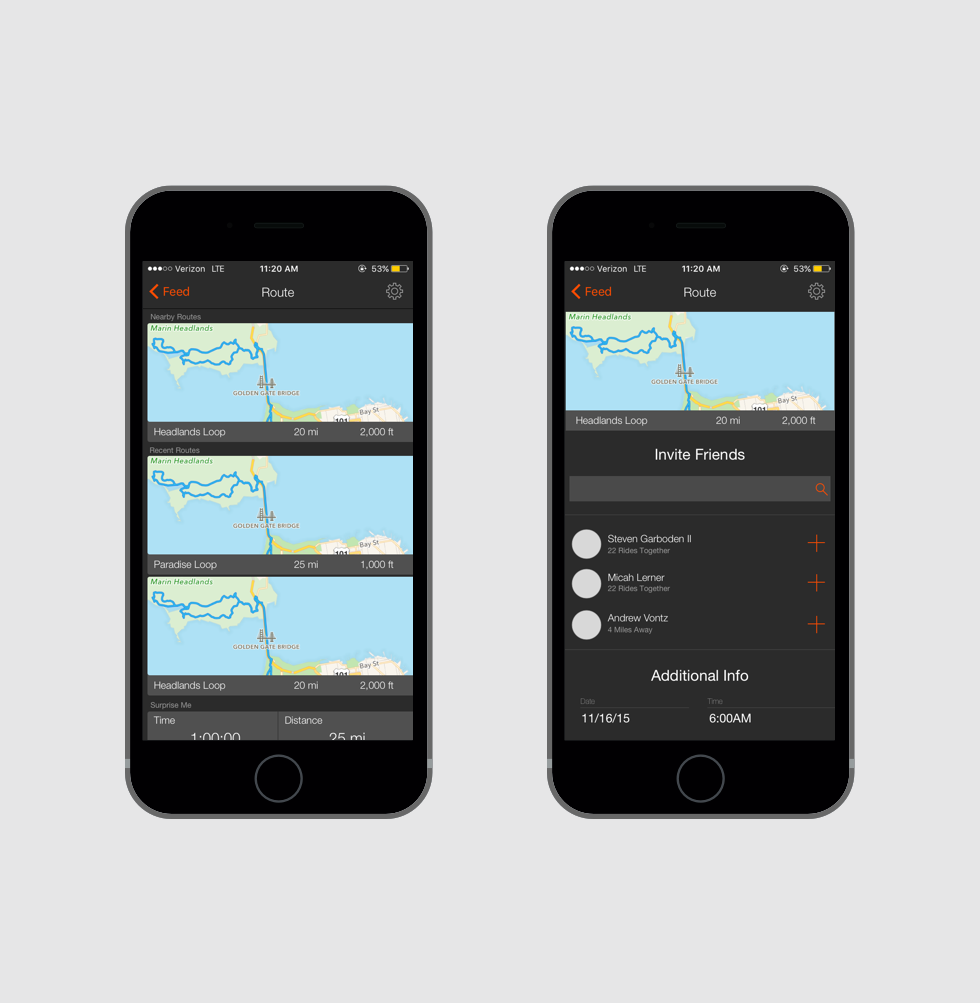 Verizon LTE 11:20 AM 53%
Feed Route
Nearby Routes
Marin Headlands
GOLDEN GATE BRIDGE
Bay St
101
Headlands Loop 20 mi 2,000 ft
Recent Routes
Marin Headlands
GOLDEN GATE BRIDGE
Bay St
101
Paradise Loop 25 mi 1,000 ft
Marin Headlands
GOLDEN GATE BRIDGE
Bay St
101
Headlands Loop 20 mi 2,000 ft
Surprise Me
Time Distance
1:00:00 25 mi
Verizon LTE 11:20 AM 53%
Feed Route
Marin Headlands
GOLDEN GATE BRIDGE
Bay St
101
Headlands Loop 20 mi 2,000 ft
Invite Friends
Steven Garboden II
22 Rides Together
Micah Lerner
22 Rides Together
Andrew Vontz
4 Miles Away
Additional Info
Date Time
11/16/15 6:00AM